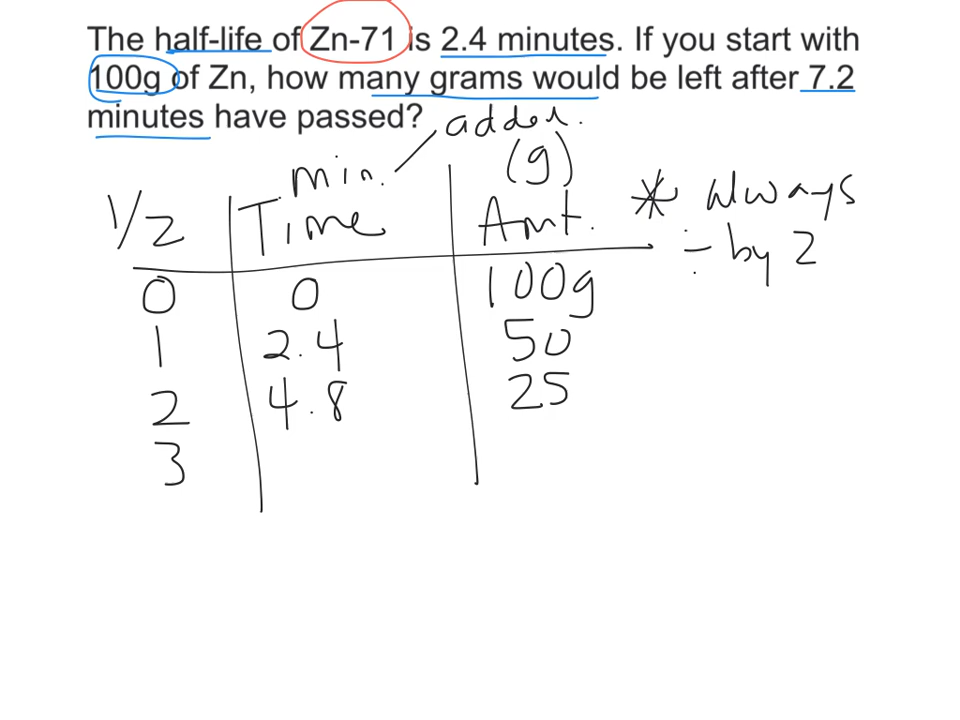 The half-life of Zn-71 is 2.4 minutes. If you start with
100g of Zn, how many grams would be left after 7.2
minutes have passed?
min.
(g)
1/2 Time Amt. * Always
÷ by 2
0 0 100g
1 2.4 50
2 4.8 25
3